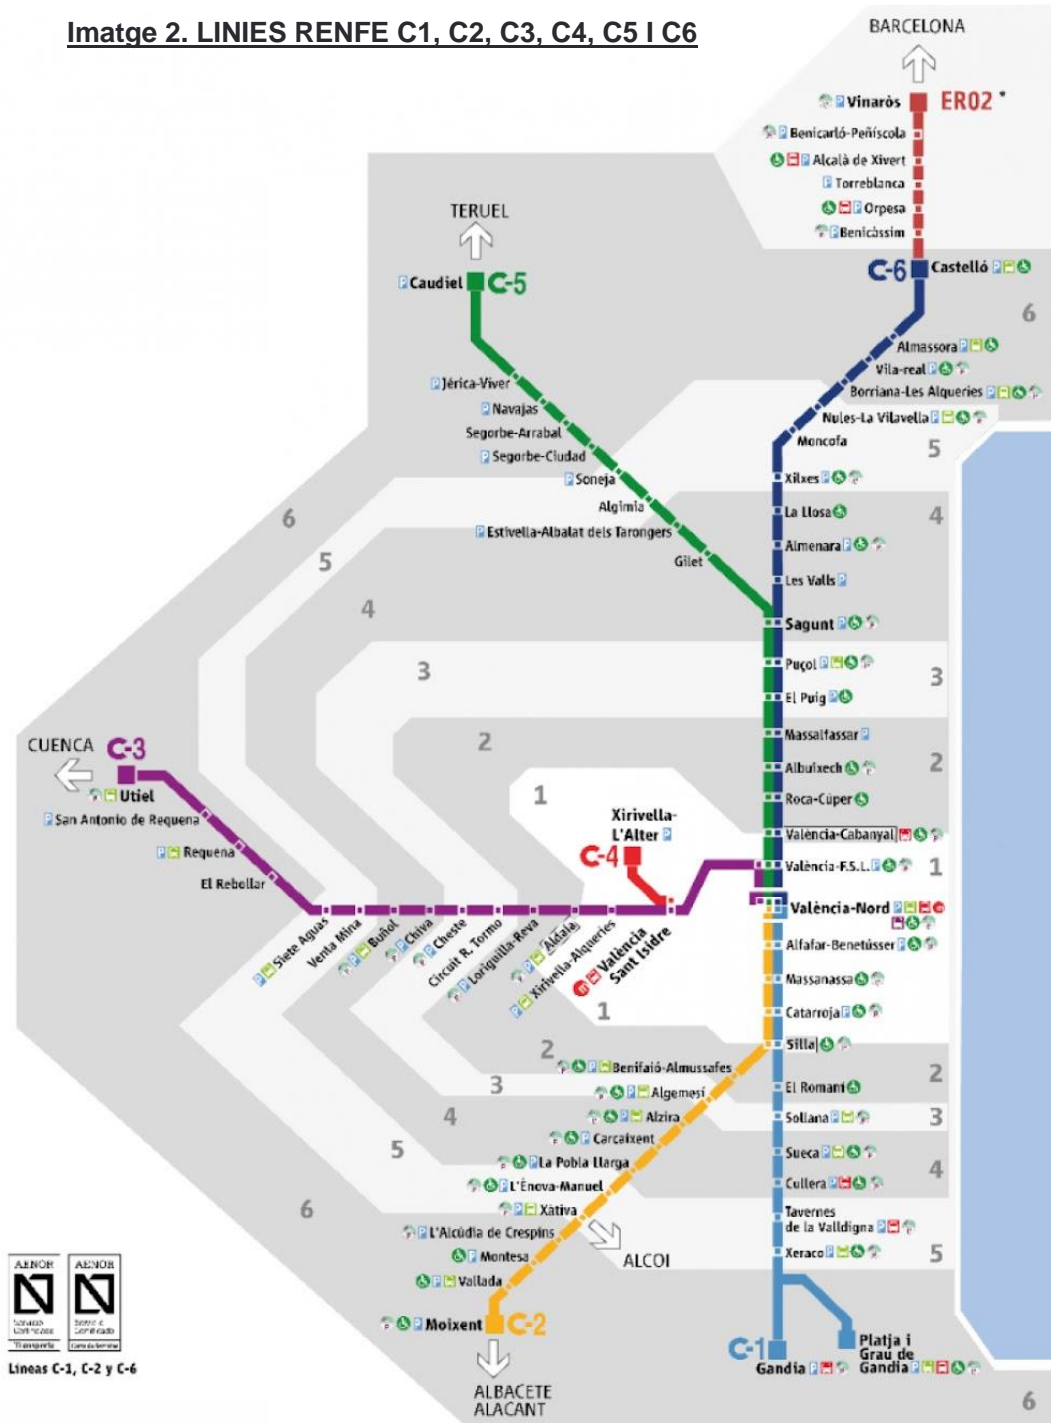 Imatge 2. LINIES RENFE C1, C2, C3, C4, C5 I C6
BARCELONA
Vinaròs
ER02 *
Benicarló-Peñíscola
Alcalà de Xivert
Torreblanca
Orpesa
Benicàssim
TERUEL
Caudiel
C-5
C-6
Castelló
6
Almassora
Vila-real
Borriana-Les Alqueries
Nules-La Vilavella
Moncofa
5
Xilxes
La Llosa
4
Almenara
Les Valls
Sagunt
Jérica-Viver
Navajas
Segorbe-Arrabal
Segorbe-Ciudad
Soneja
Algimia
Estivella-Albalat dels Tarongers
Gilet
6
5
4
3
2
1
Puçol
3
El Puig
Massalfassar
2
Albuixech
Roca-Cúper
València-Cabanyal
València-F.S.L.
1
València-Nord
CUENCA
C-3
Utiel
San Antonio de Requena
Requena
El Rebollar
Siete Aguas
Venta Mina
Buñol
Chiva
Cheste
Circuit R. Tormo
Loriguilla-Reva
Aldaia
Xirivella-Alqueries
València
Sant Isidre
Xirivella-
L'Alter
C-4
Alfafar-Benetússer
Massanassa
Catarroja
Silla
1
2
3
4
5
6
El Romaní
2
Sollana
3
Sueca
4
Cullera
Tavernes
de la Valldigna
Xeraco
5
Benifaió-Almussafes
Algemesí
Alzira
Carcaixent
La Pobla Llarga
L'Ènova-Manuel
Xàtiva
L'Alcúdia de Crespins
ALCOI
Montesa
Vallada
Moixent
C-2
C-1
Gandia
Platja i
Grau de
Gandia
ALBACETE
ALACANT
6
AENOR
AENOR
Líneas C-1, C-2 y C-6